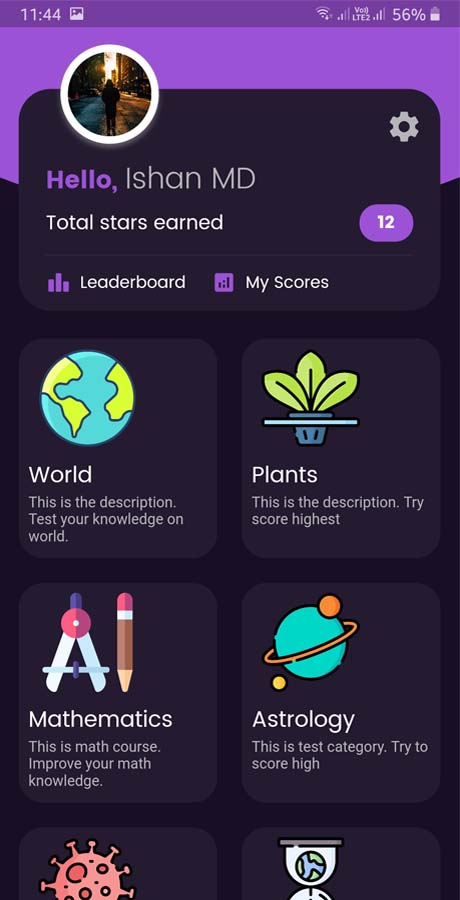 11:44
Vo)) LTE2
56%
Hello, Ishan MD
Total stars earned
12
Leaderboard
My Scores
World
This is the description.
Test your knowledge on
world.
Plants
This is the description. Try
score highest
Mathematics
This is math course.
Improve your math
knowledge.
Astrology
This is test category. Try to
score high